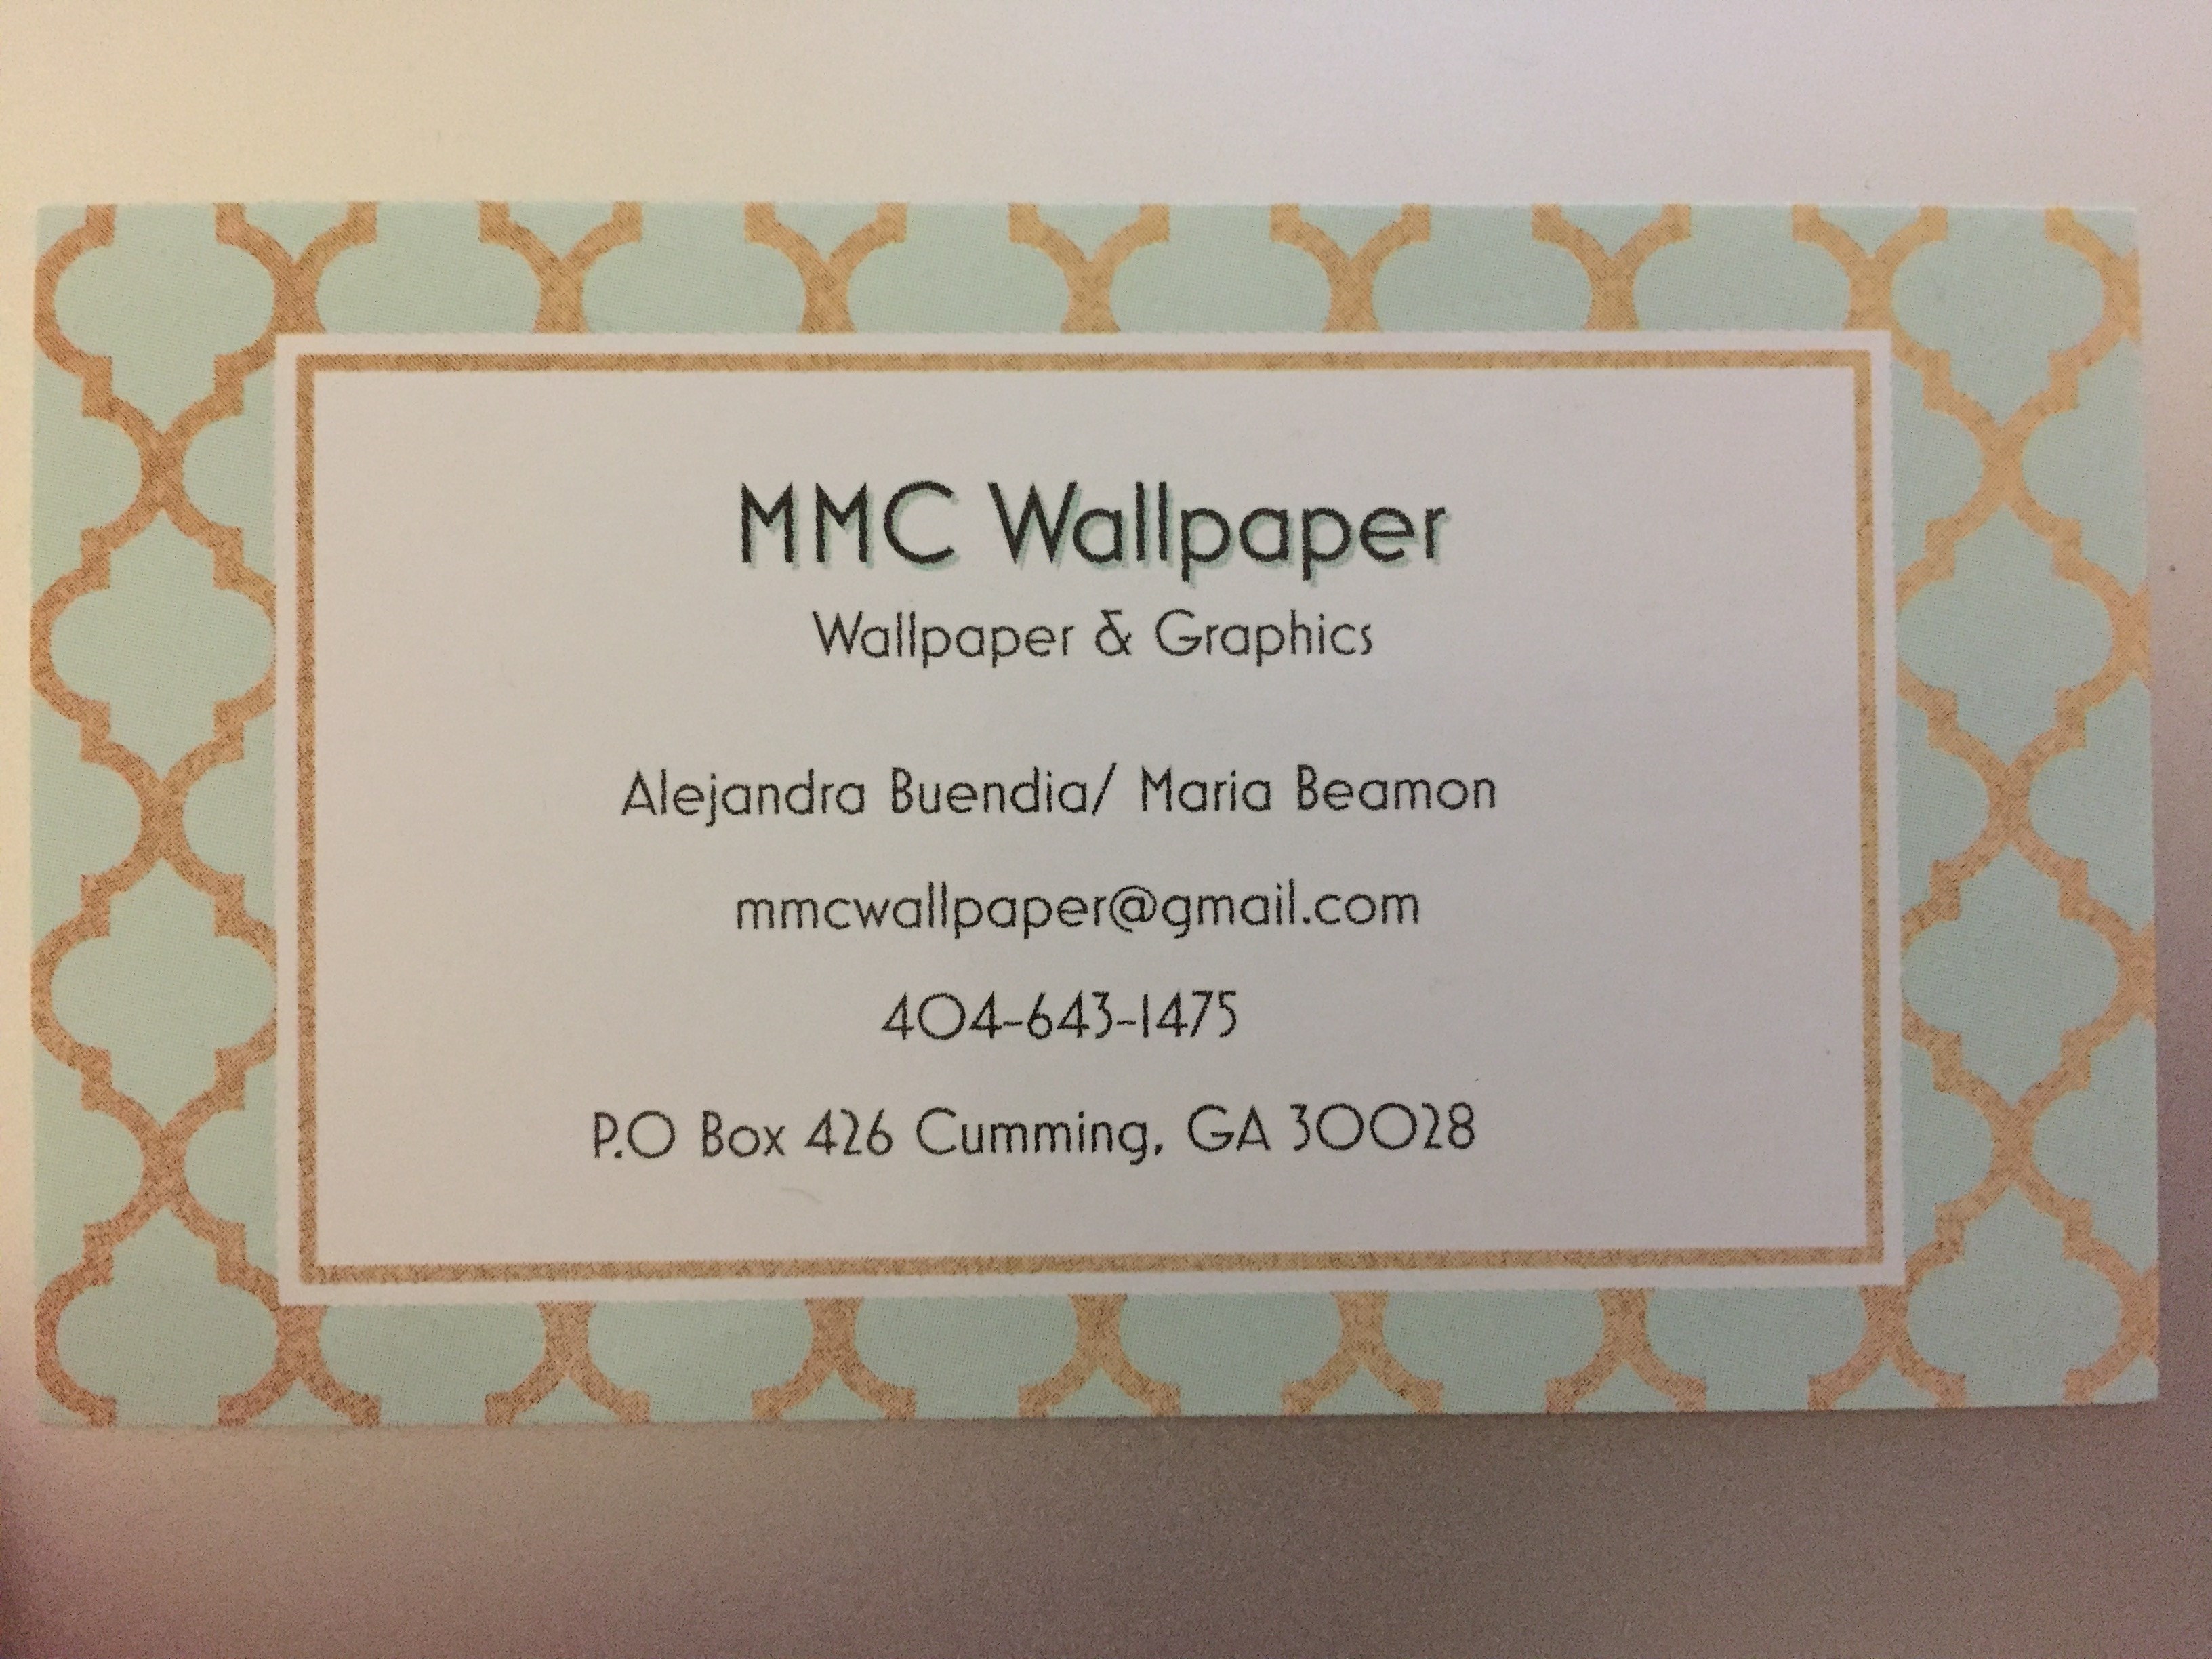 MMC Wallpaper
Wallpaper & Graphics
Alejandra Buendia/ Maria Beamon
mmcwallpaper@gmail.com
404-643-1475
P.O Box 426 Cumming, GA 30028